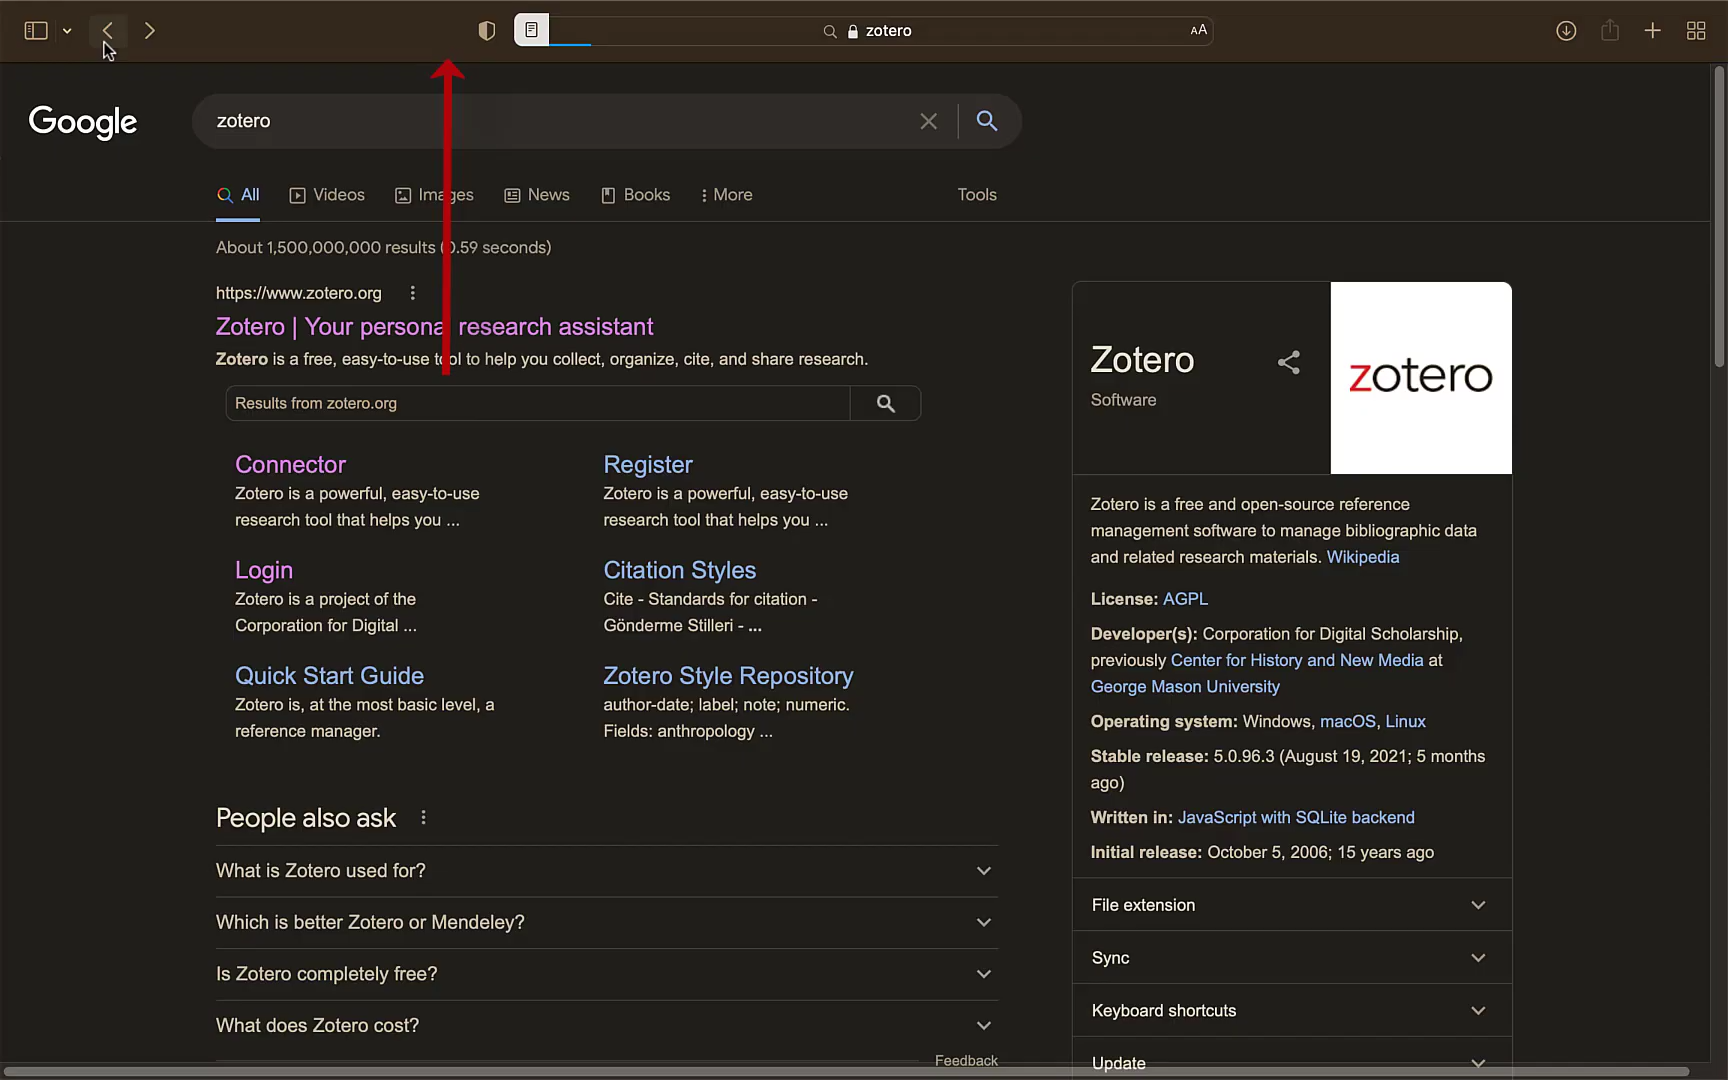 zotero
AA
Google
zotero
All Videos Images News Books More Tools
About 1,500,000,000 results (0.59 seconds)
https://www.zotero.org
Zotero | Your personal research assistant
Zotero is a free, easy-to-use tool to help you collect, organize, cite, and share research.
Results from zotero.org
Connector
Zotero is a powerful, easy-to-use
research tool that helps you ...
Register
Zotero is a powerful, easy-to-use
research tool that helps you ...
Login
Zotero is a project of the
Corporation for Digital ...
Citation Styles
Cite - Standards for citation -
Gönderme Stilleri - ...
Quick Start Guide
Zotero is, at the most basic level, a
reference manager.
Zotero Style Repository
author-date; label; note; numeric.
Fields: anthropology ...
People also ask
What is Zotero used for?
Which is better Zotero or Mendeley?
Is Zotero completely free?
What does Zotero cost?
Feedback
Zotero
Software
zotero
Zotero is a free and open-source reference
management software to manage bibliographic data
and related research materials. Wikipedia
License: AGPL
Developer(s): Corporation for Digital Scholarship,
previously Center for History and New Media at
George Mason University
Operating system: Windows, macOS, Linux
Stable release: 5.0.96.3 (August 19, 2021; 5 months
ago)
Written in: JavaScript with SQLite backend
Initial release: October 5, 2006; 15 years ago
File extension
Sync
Keyboard shortcuts
Update